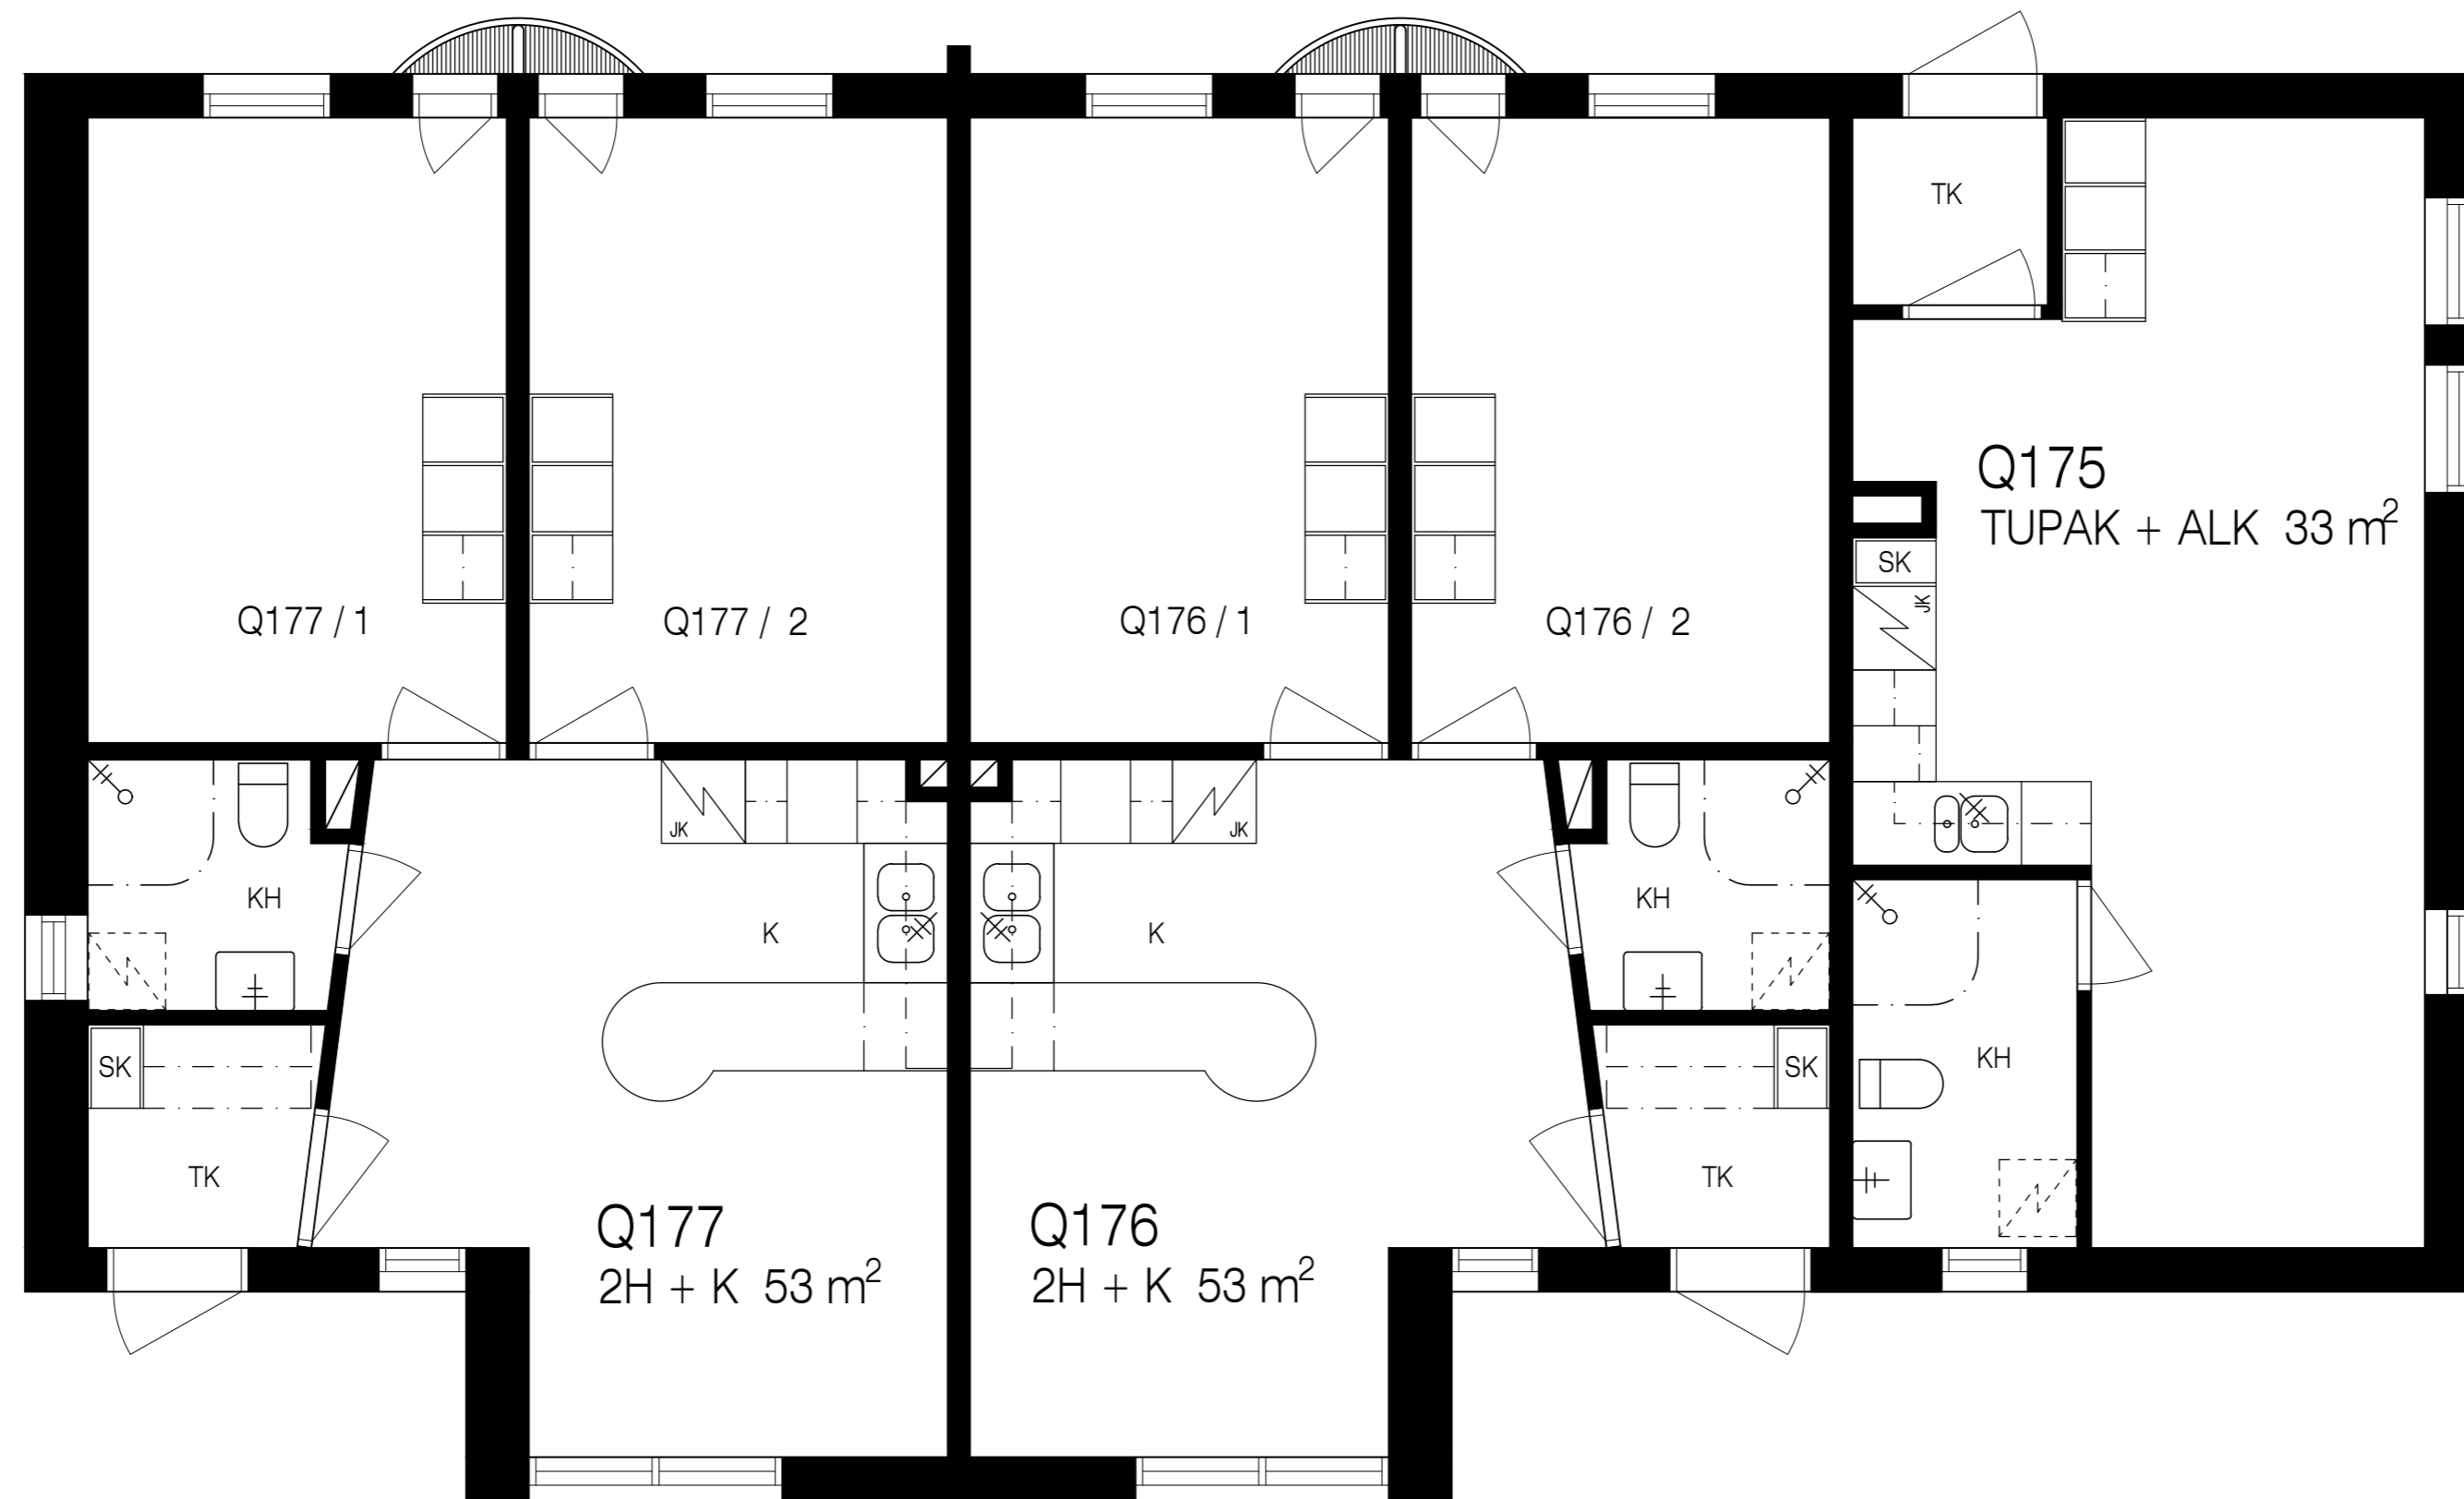 TK
Q175
TUPAK + ALK 33 m²
SK
JK
Q177 / 1
Q177 / 2
Q176 / 1
Q176 / 2
JK
JK
KH
K
K
KH
SK
SK
KH
TK
TK
Q177
2H + K 53 m²
Q176
2H + K 53 m²